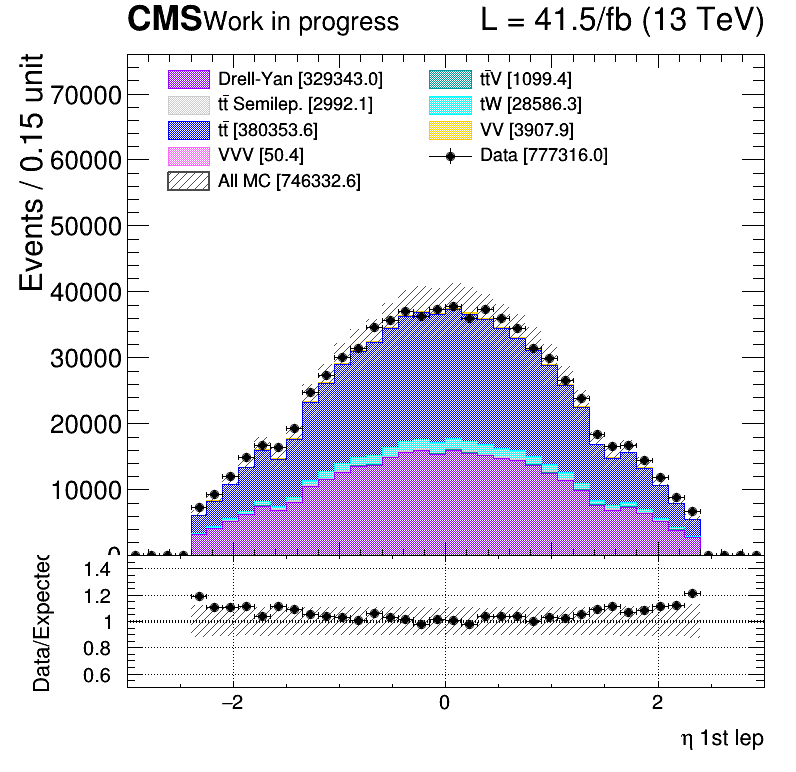 CMS Work in progress L = 41.5/fb (13 TeV)
Events / 0.15 unit
70000
60000
50000
40000
30000
20000
10000
0
Drell-Yan [329343.0]
tt̄ Semilep. [2992.1]
tt̄ [380353.6]
VVV [50.4]
All MC [746332.6]
tt̄V [1099.4]
tW [28586.3]
VV [3907.9]
Data [777316.0]
Data/Expected
1.4
1.2
1
0.8
0.6
−2 0 2
η 1st lep